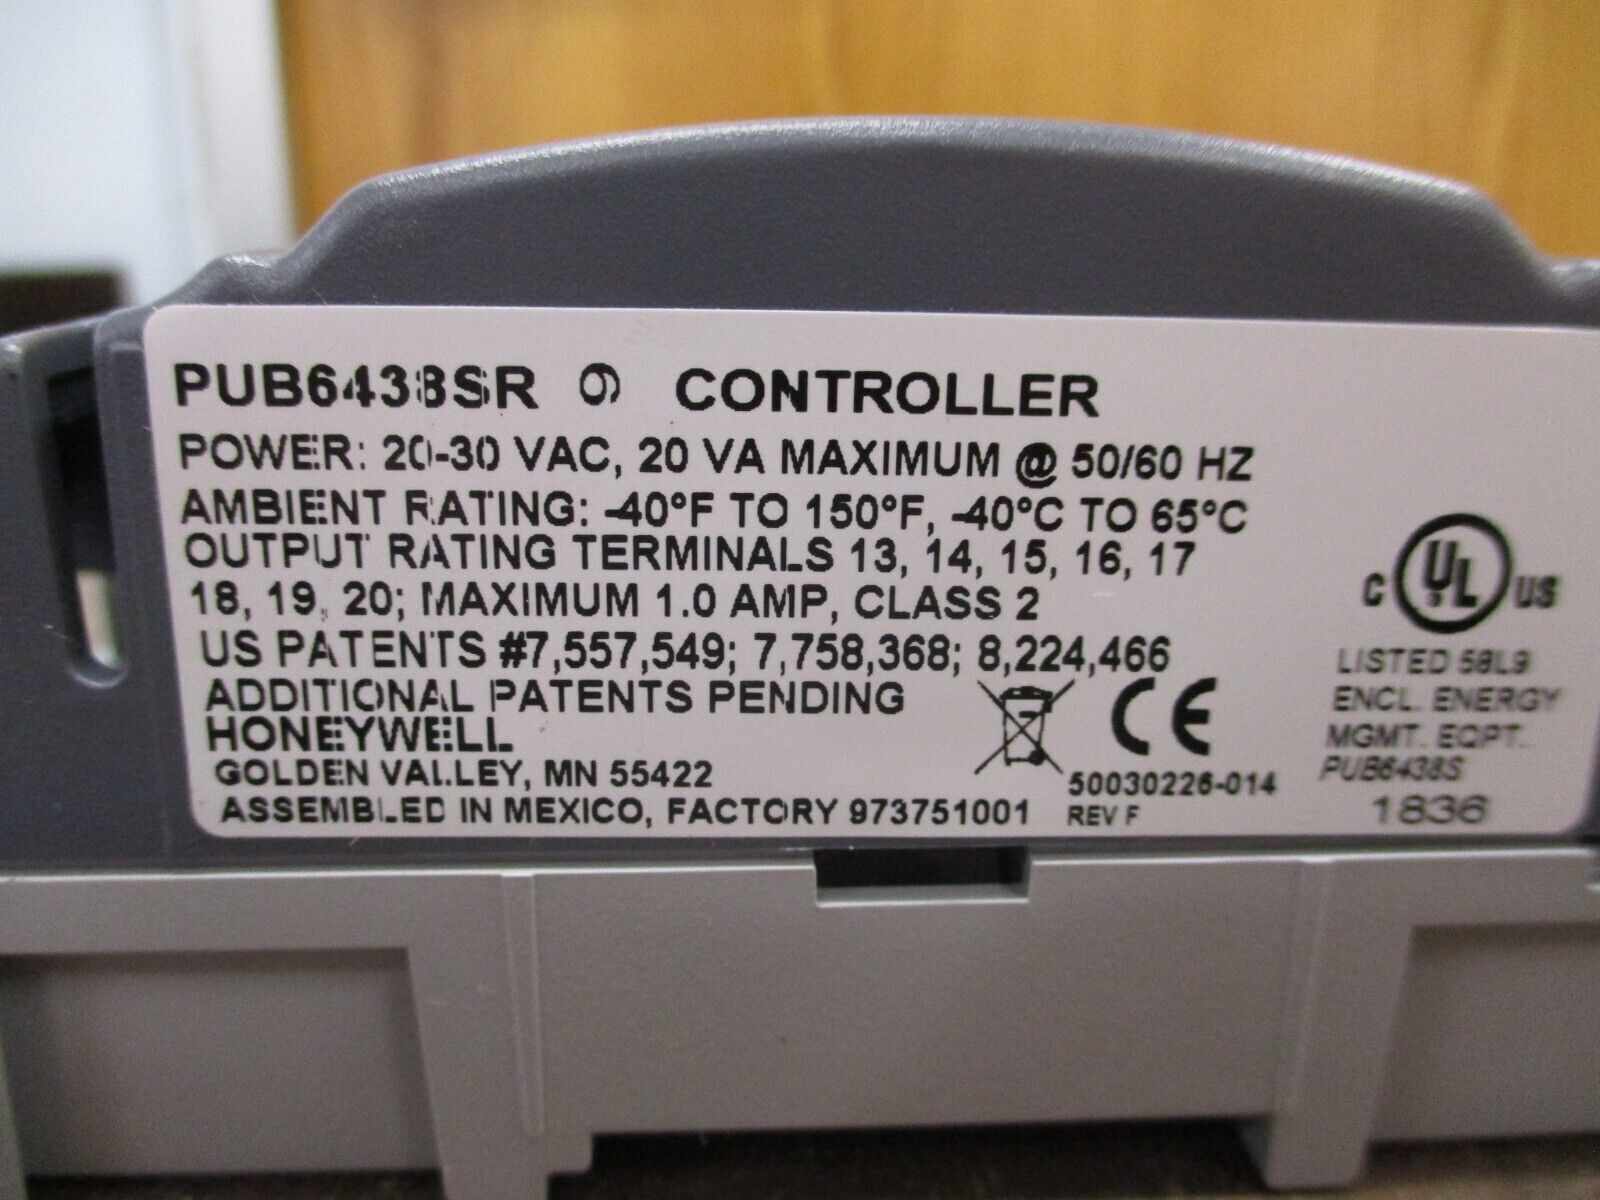 PUB6438SR 9 CONTROLLER
POWER: 20-30 VAC, 20 VA MAXIMUM @ 50/60 HZ
AMBIENT RATING: -40°F TO 150°F, -40°C TO 65°C
OUTPUT RATING TERMINALS 13, 14, 15, 16, 17
18, 19, 20; MAXIMUM 1.0 AMP, CLASS 2
US PATENTS #7,557,549; 7,758,368; 8,224,466
ADDITIONAL PATENTS PENDING
HONEYWELL
GOLDEN VALLEY, MN 55422
ASSEMBLED IN MEXICO, FACTORY 973751001
CE
50030226-014
REV F
C UL US
LISTED 58L9
ENCL. ENERGY
MGMT. EQPT.
PUB6438S
1836